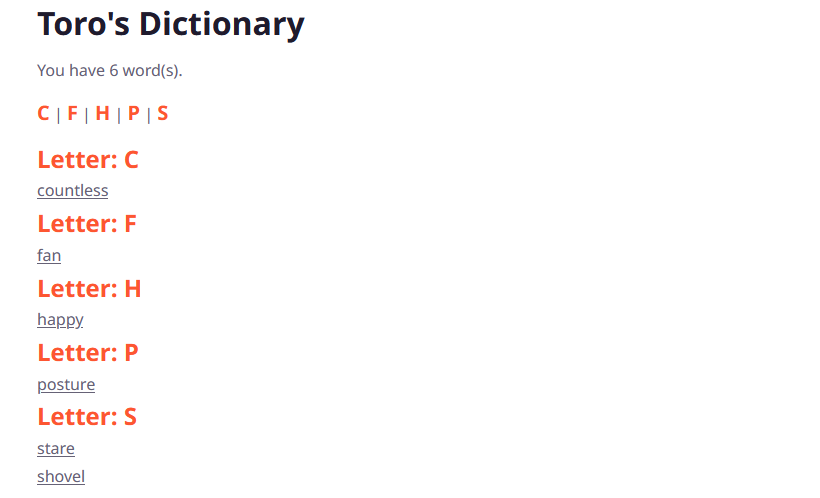 Toro's Dictionary
You have 6 word(s).
C | F | H | P | S
Letter: C
countless
Letter: F
fan
Letter: H
happy
Letter: P
posture
Letter: S
stare
shovel